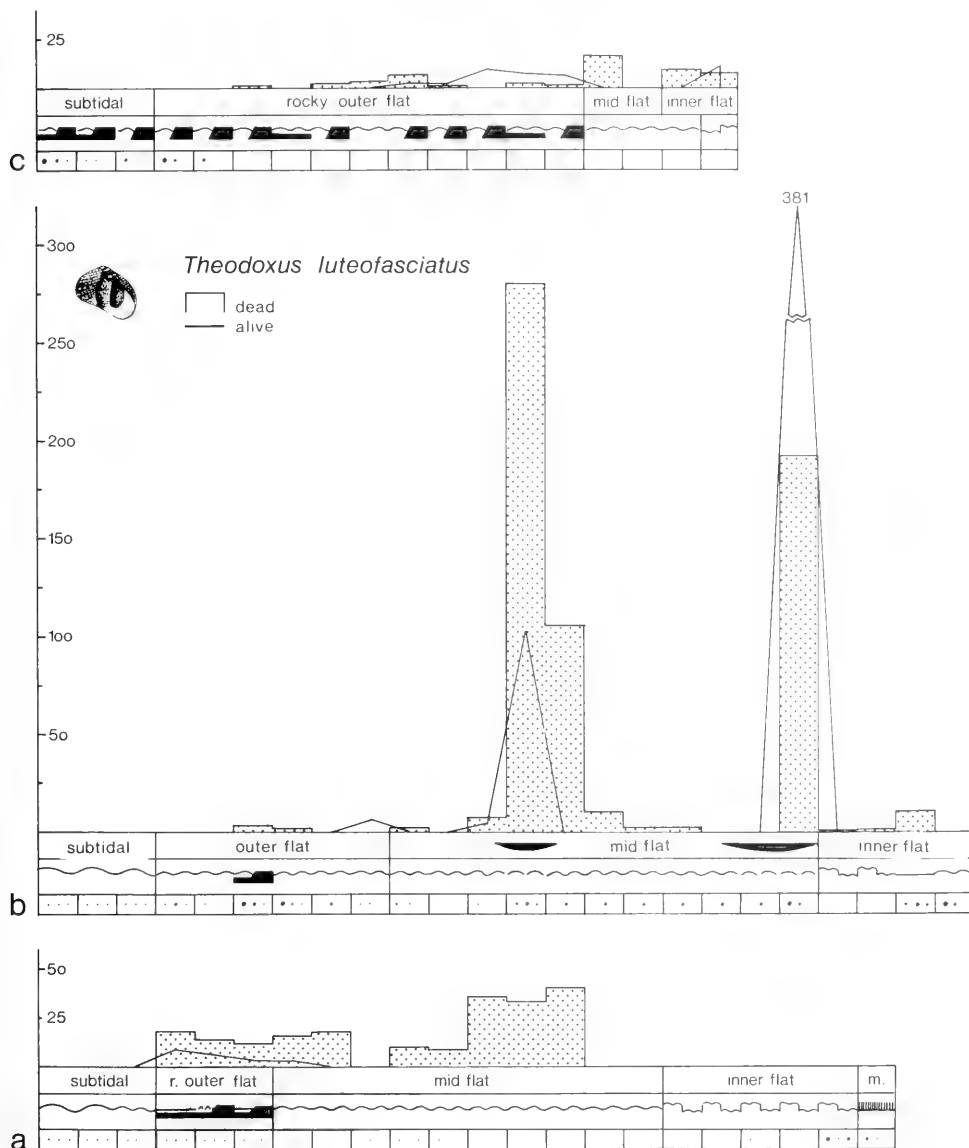 25
subtidal rocky outer flat mid flat inner flat
c
381
300
Theodoxus luteofasciatus
dead
alive
250
200
150
100
50
subtidal outer flat mid flat inner flat
b
50
25
subtidal r. outer flat mid flat inner flat m.
a